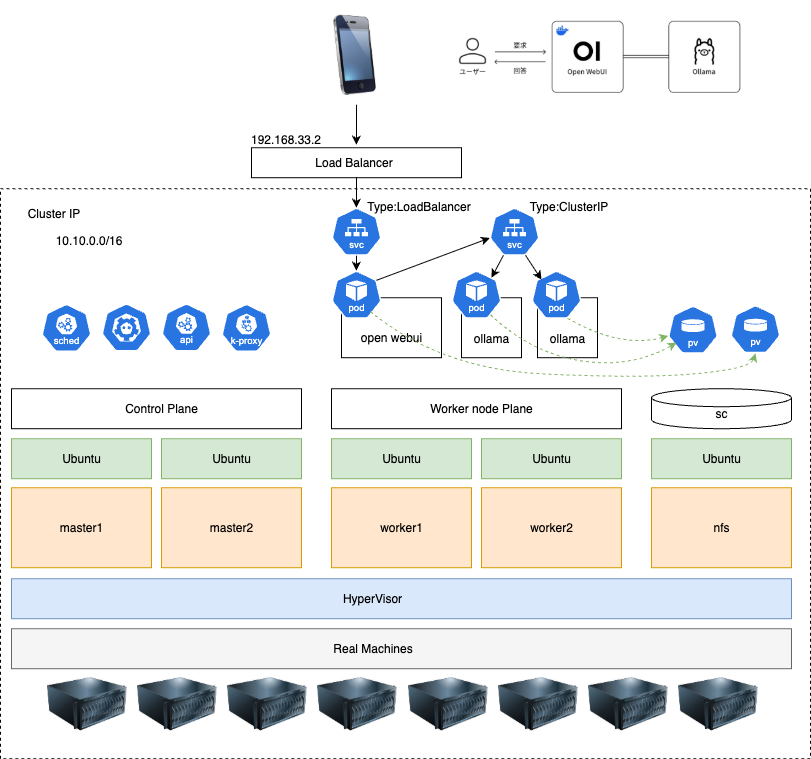 要求
OI
ユーザー
回答
Open WebUI
Ollama
192.168.33.2
Load Balancer
Type:LoadBalancer
Type:ClusterIP
Cluster IP
10.10.0.0/16
svc
svc
pod
pod
pod
sched
api
k-proxy
open webui
ollama
ollama
pv
pv
Control Plane
Worker node Plane
sc
Ubuntu
Ubuntu
Ubuntu
Ubuntu
Ubuntu
master1
master2
worker1
worker2
nfs
HyperVisor
Real Machines